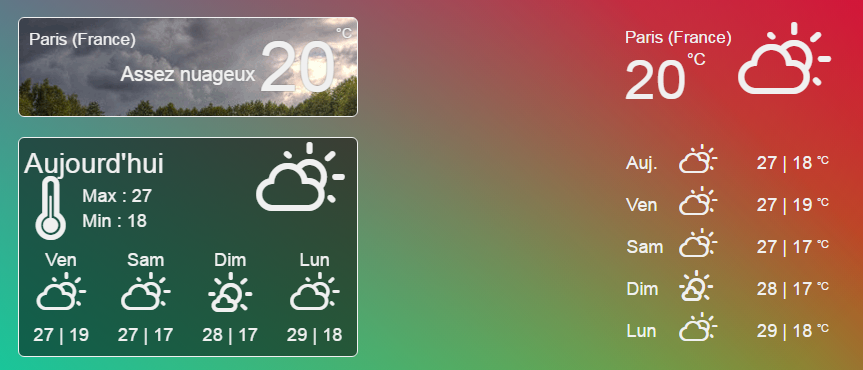 Paris (France)
Assez nuageux 20 °C
Aujourd'hui
Max : 27
Min : 18
Ven Sam Dim Lun
27 | 19 27 | 17 28 | 17 29 | 18
Paris (France)
20 °C
Auj. 27 | 18 °C
Ven 27 | 19 °C
Sam 27 | 17 °C
Dim 28 | 17 °C
Lun 29 | 18 °C